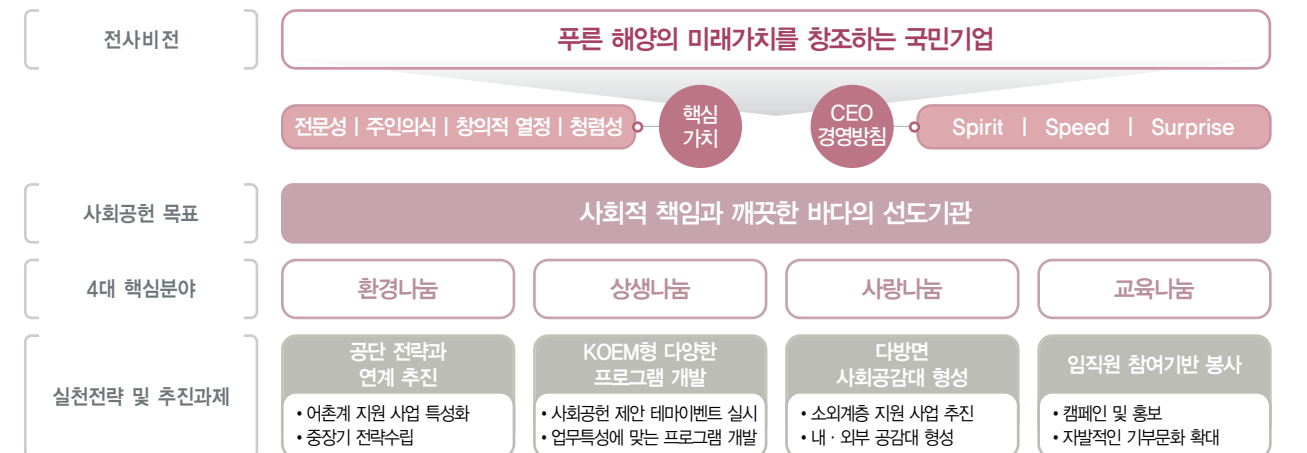 전사비전
푸른 해양의 미래가치를 창조하는 국민기업
전문성 | 주인의식 | 창의적 열정 | 청렴성
핵심
가치
CEO
경영방침
Spirit | Speed | Surprise
사회공헌 목표
사회적 책임과 깨끗한 바다의 선도기관
4대 핵심분야
환경나눔
상생나눔
사랑나눔
교육나눔
실천전략 및 추진과제
공단 전략과
연계 추진
• 어촌계 지원 사업 특성화
• 중장기 전략수립
KOEM형 다양한
프로그램 개발
• 사회공헌 제안 테마이벤트 실시
• 업무특성에 맞는 프로그램 개발
다방면
사회공감대 형성
• 소외계층 지원 사업 추진
• 내 · 외부 공감대 형성
임직원 참여기반 봉사
• 캠페인 및 홍보
• 자발적인 기부문화 확대